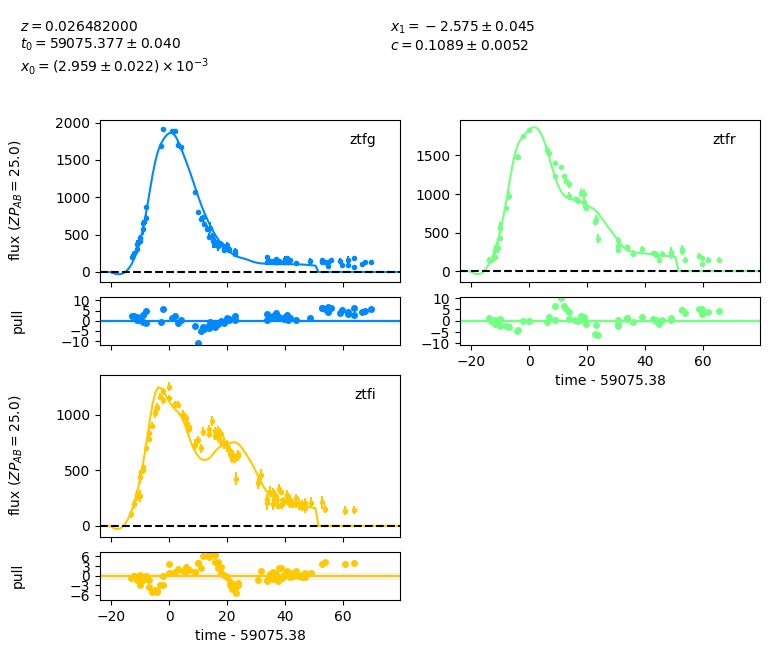 z = 0.026482000
t₀ = 59075.377 ± 0.040
x₀ = (2.959 ± 0.022) × 10⁻³
x₁ = −2.575 ± 0.045
c = 0.1089 ± 0.0052
flux (ZP_AB = 25.0)
2000
1500
1000
500
0
ztfg
pull
10
5
0
−5
−10
1500
1000
500
0
ztfr
10
5
0
−5
−10
−20 0 20 40 60
time - 59075.38
flux (ZP_AB = 25.0)
1000
500
0
ztfi
pull
6
3
0
−3
−6
−20 0 20 40 60
time - 59075.38